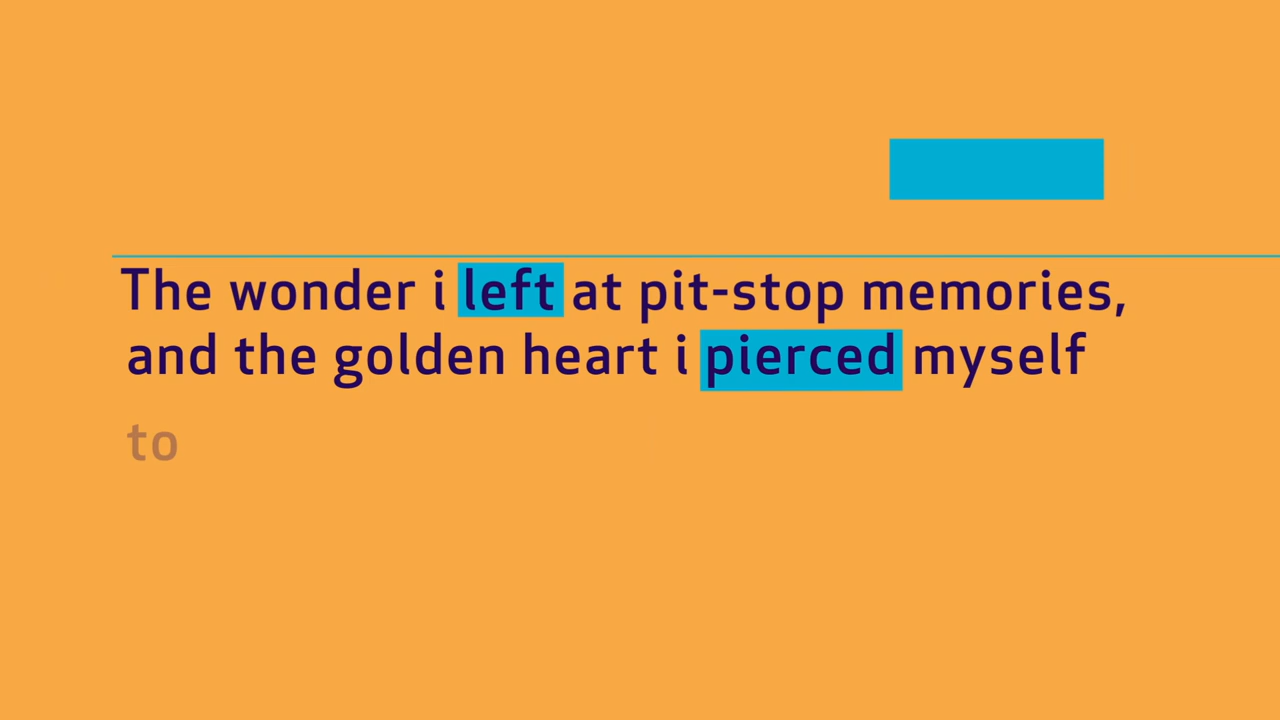 The wonder i left at pit-stop memories,
and the golden heart i pierced myself
to